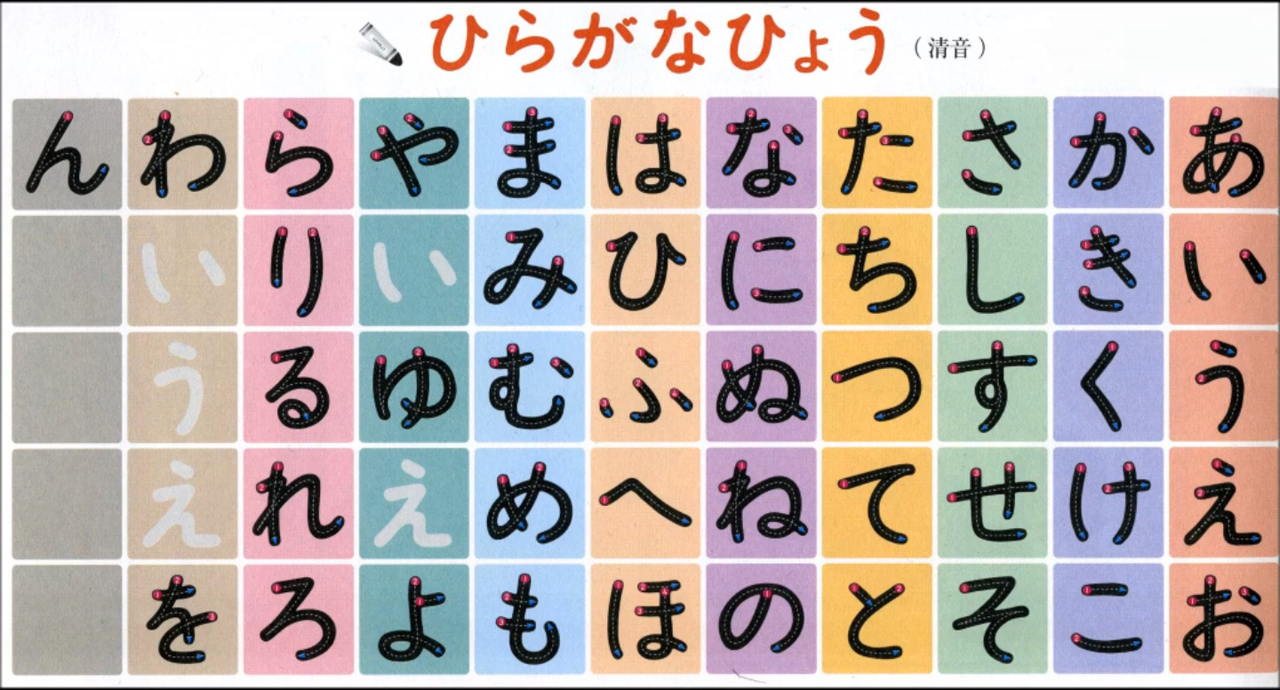 ひらがなひょう（清音）
ん わ ら や ま は な た さ か あ
い り い み ひ に ち し き い
う る ゆ む ふ ぬ つ す く う
え れ え め へ ね て せ け え
を ろ よ も ほ の と そ こ お